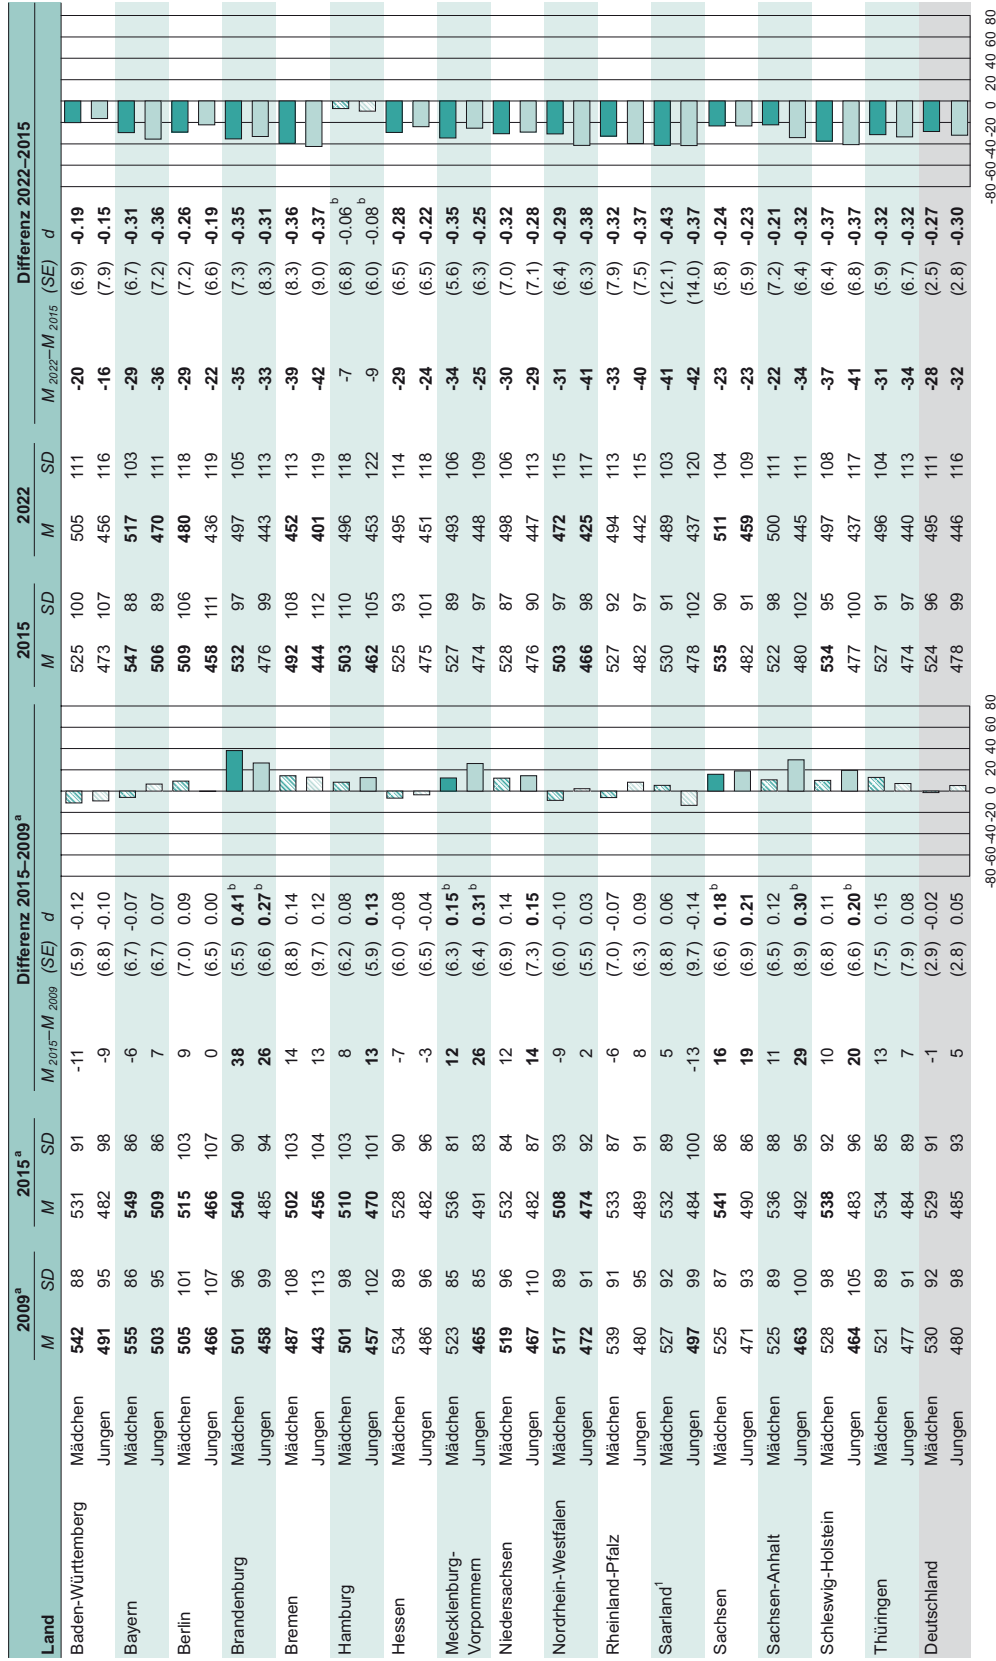 Land 2009ᵃ 2015ᵃ Differenz 2015–2009ᵃ 2015 2022 Differenz 2022–2015
M SD M SD M 2015–M 2009 (SE) d M SD M SD M 2022–M 2015 (SE) d
Baden-Württemberg Mädchen 542 88 531 91 -11 (5.9) -0.12 525 100 505 111 -20 (6.9) -0.19
Jungen 491 95 482 98 -9 (6.8) -0.10 473 107 456 116 -16 (7.9) -0.15
Bayern Mädchen 555 86 549 86 -6 (6.7) -0.07 547 88 517 103 -29 (6.7) -0.31
Jungen 503 95 509 86 7 (6.7) 0.07 506 89 470 111 -36 (7.2) -0.36
Berlin Mädchen 505 101 515 103 9 (7.0) 0.09 509 106 480 118 -29 (7.2) -0.26
Jungen 466 107 466 107 0 (6.5) 0.00 458 111 436 119 -22 (6.6) -0.19
Brandenburg Mädchen 501 96 540 90 38 (5.5) 0.41 ᵇ 532 97 497 105 -35 (7.3) -0.35
Jungen 458 99 485 94 26 (6.6) 0.27 ᵇ 476 99 443 113 -33 (8.3) -0.31
Bremen Mädchen 487 108 502 103 14 (8.8) 0.14 492 108 452 113 -39 (8.3) -0.36
Jungen 443 113 456 104 13 (9.7) 0.12 444 112 401 119 -42 (9.0) -0.37
Hamburg Mädchen 501 98 510 103 8 (6.2) 0.08 503 110 496 118 -7 (6.8) -0.06 ᵇ
Jungen 457 102 470 101 13 (5.9) 0.13 462 105 453 122 -9 (6.0) -0.08 ᵇ
Hessen Mädchen 534 89 528 90 -7 (6.0) -0.08 525 93 495 114 -29 (6.5) -0.28
Jungen 486 96 482 96 -3 (6.5) -0.04 475 101 451 118 -24 (6.5) -0.22
Mecklenburg- Mädchen 523 85 536 81 12 (6.3) 0.15 ᵇ 527 89 493 106 -34 (5.6) -0.35
Vorpommern Jungen 465 85 491 83 26 (6.4) 0.31 ᵇ 474 97 448 109 -25 (6.3) -0.25
Niedersachsen Mädchen 519 96 532 84 12 (6.9) 0.14 528 87 498 106 -30 (7.0) -0.32
Jungen 467 110 482 87 14 (7.3) 0.15 476 90 447 113 -29 (7.1) -0.28
Nordrhein-Westfalen Mädchen 517 89 508 93 -9 (6.0) -0.10 503 97 472 115 -31 (6.4) -0.29
Jungen 472 91 474 92 2 (5.5) 0.03 466 98 425 117 -41 (6.3) -0.38
Rheinland-Pfalz Mädchen 539 91 533 87 -6 (7.0) -0.07 527 92 494 113 -33 (7.9) -0.32
Jungen 480 95 489 91 8 (6.3) 0.09 482 97 442 115 -40 (7.5) -0.37
Saarland¹ Mädchen 527 92 532 89 5 (8.8) 0.06 530 91 489 103 -41 (12.1) -0.43
Jungen 497 99 484 100 -13 (9.7) -0.14 478 102 437 120 -42 (14.0) -0.37
Sachsen Mädchen 525 87 541 86 16 (6.6) 0.18 ᵇ 535 90 511 104 -23 (5.8) -0.24
Jungen 471 93 490 86 19 (6.9) 0.21 482 91 459 109 -23 (5.9) -0.23
Sachsen-Anhalt Mädchen 525 89 536 88 11 (6.5) 0.12 522 98 500 111 -22 (7.2) -0.21
Jungen 463 100 492 95 29 (8.9) 0.30 ᵇ 480 102 445 111 -34 (6.4) -0.32
Schleswig-Holstein Mädchen 528 98 538 92 10 (6.8) 0.11 534 95 497 108 -37 (6.4) -0.37
Jungen 464 105 483 96 20 (6.6) 0.20 ᵇ 477 100 437 117 -41 (6.8) -0.37
Thüringen Mädchen 521 89 534 85 13 (7.5) 0.15 527 91 496 104 -31 (5.9) -0.32
Jungen 477 91 484 89 7 (7.9) 0.08 474 97 440 113 -34 (6.7) -0.32
Deutschland Mädchen 530 92 529 91 -1 (2.9) -0.02 524 96 495 111 -28 (2.5) -0.27
Jungen 480 98 485 93 5 (2.8) 0.05 478 99 446 116 -32 (2.8) -0.30
-80 -60 -40 -20 0 20 40 60 80 -80 -60 -40 -20 0 20 40 60 80